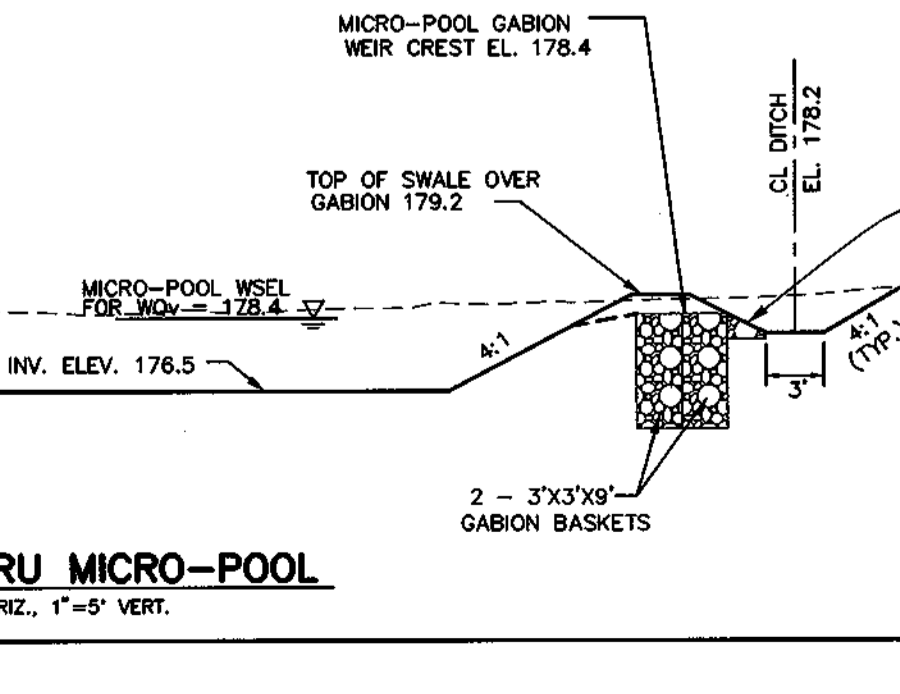 MICRO-POOL GABION
WEIR CREST EL. 178.4
CL DITCH
EL. 178.2
TOP OF SWALE OVER
GABION 179.2
MICRO-POOL WSEL
FOR WQv = 178.4
INV. ELEV. 176.5
4:1
4:1
(TYP.)
3'
2 - 3'X3'X9'
GABION BASKETS
RU MICRO-POOL
RIZ., 1"=5' VERT.